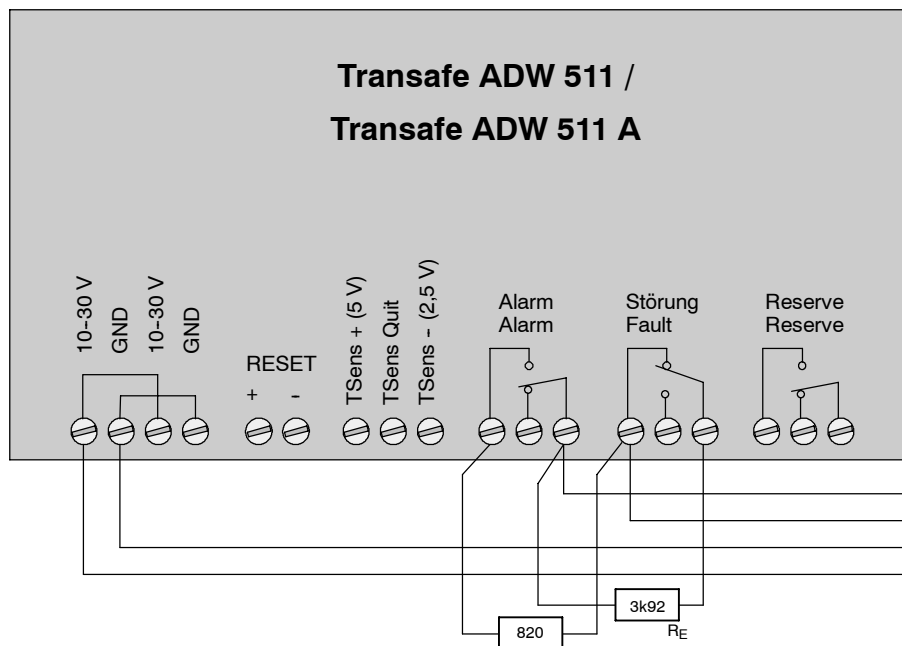 Transafe ADW 511 /
Transafe ADW 511 A
10-30 V
GND
10-30 V
GND
RESET
+ -
TSens + (5 V)
TSens Quit
TSens - (2,5 V)
Alarm
Alarm
Störung
Fault
Reserve
Reserve
3k92
RE
820